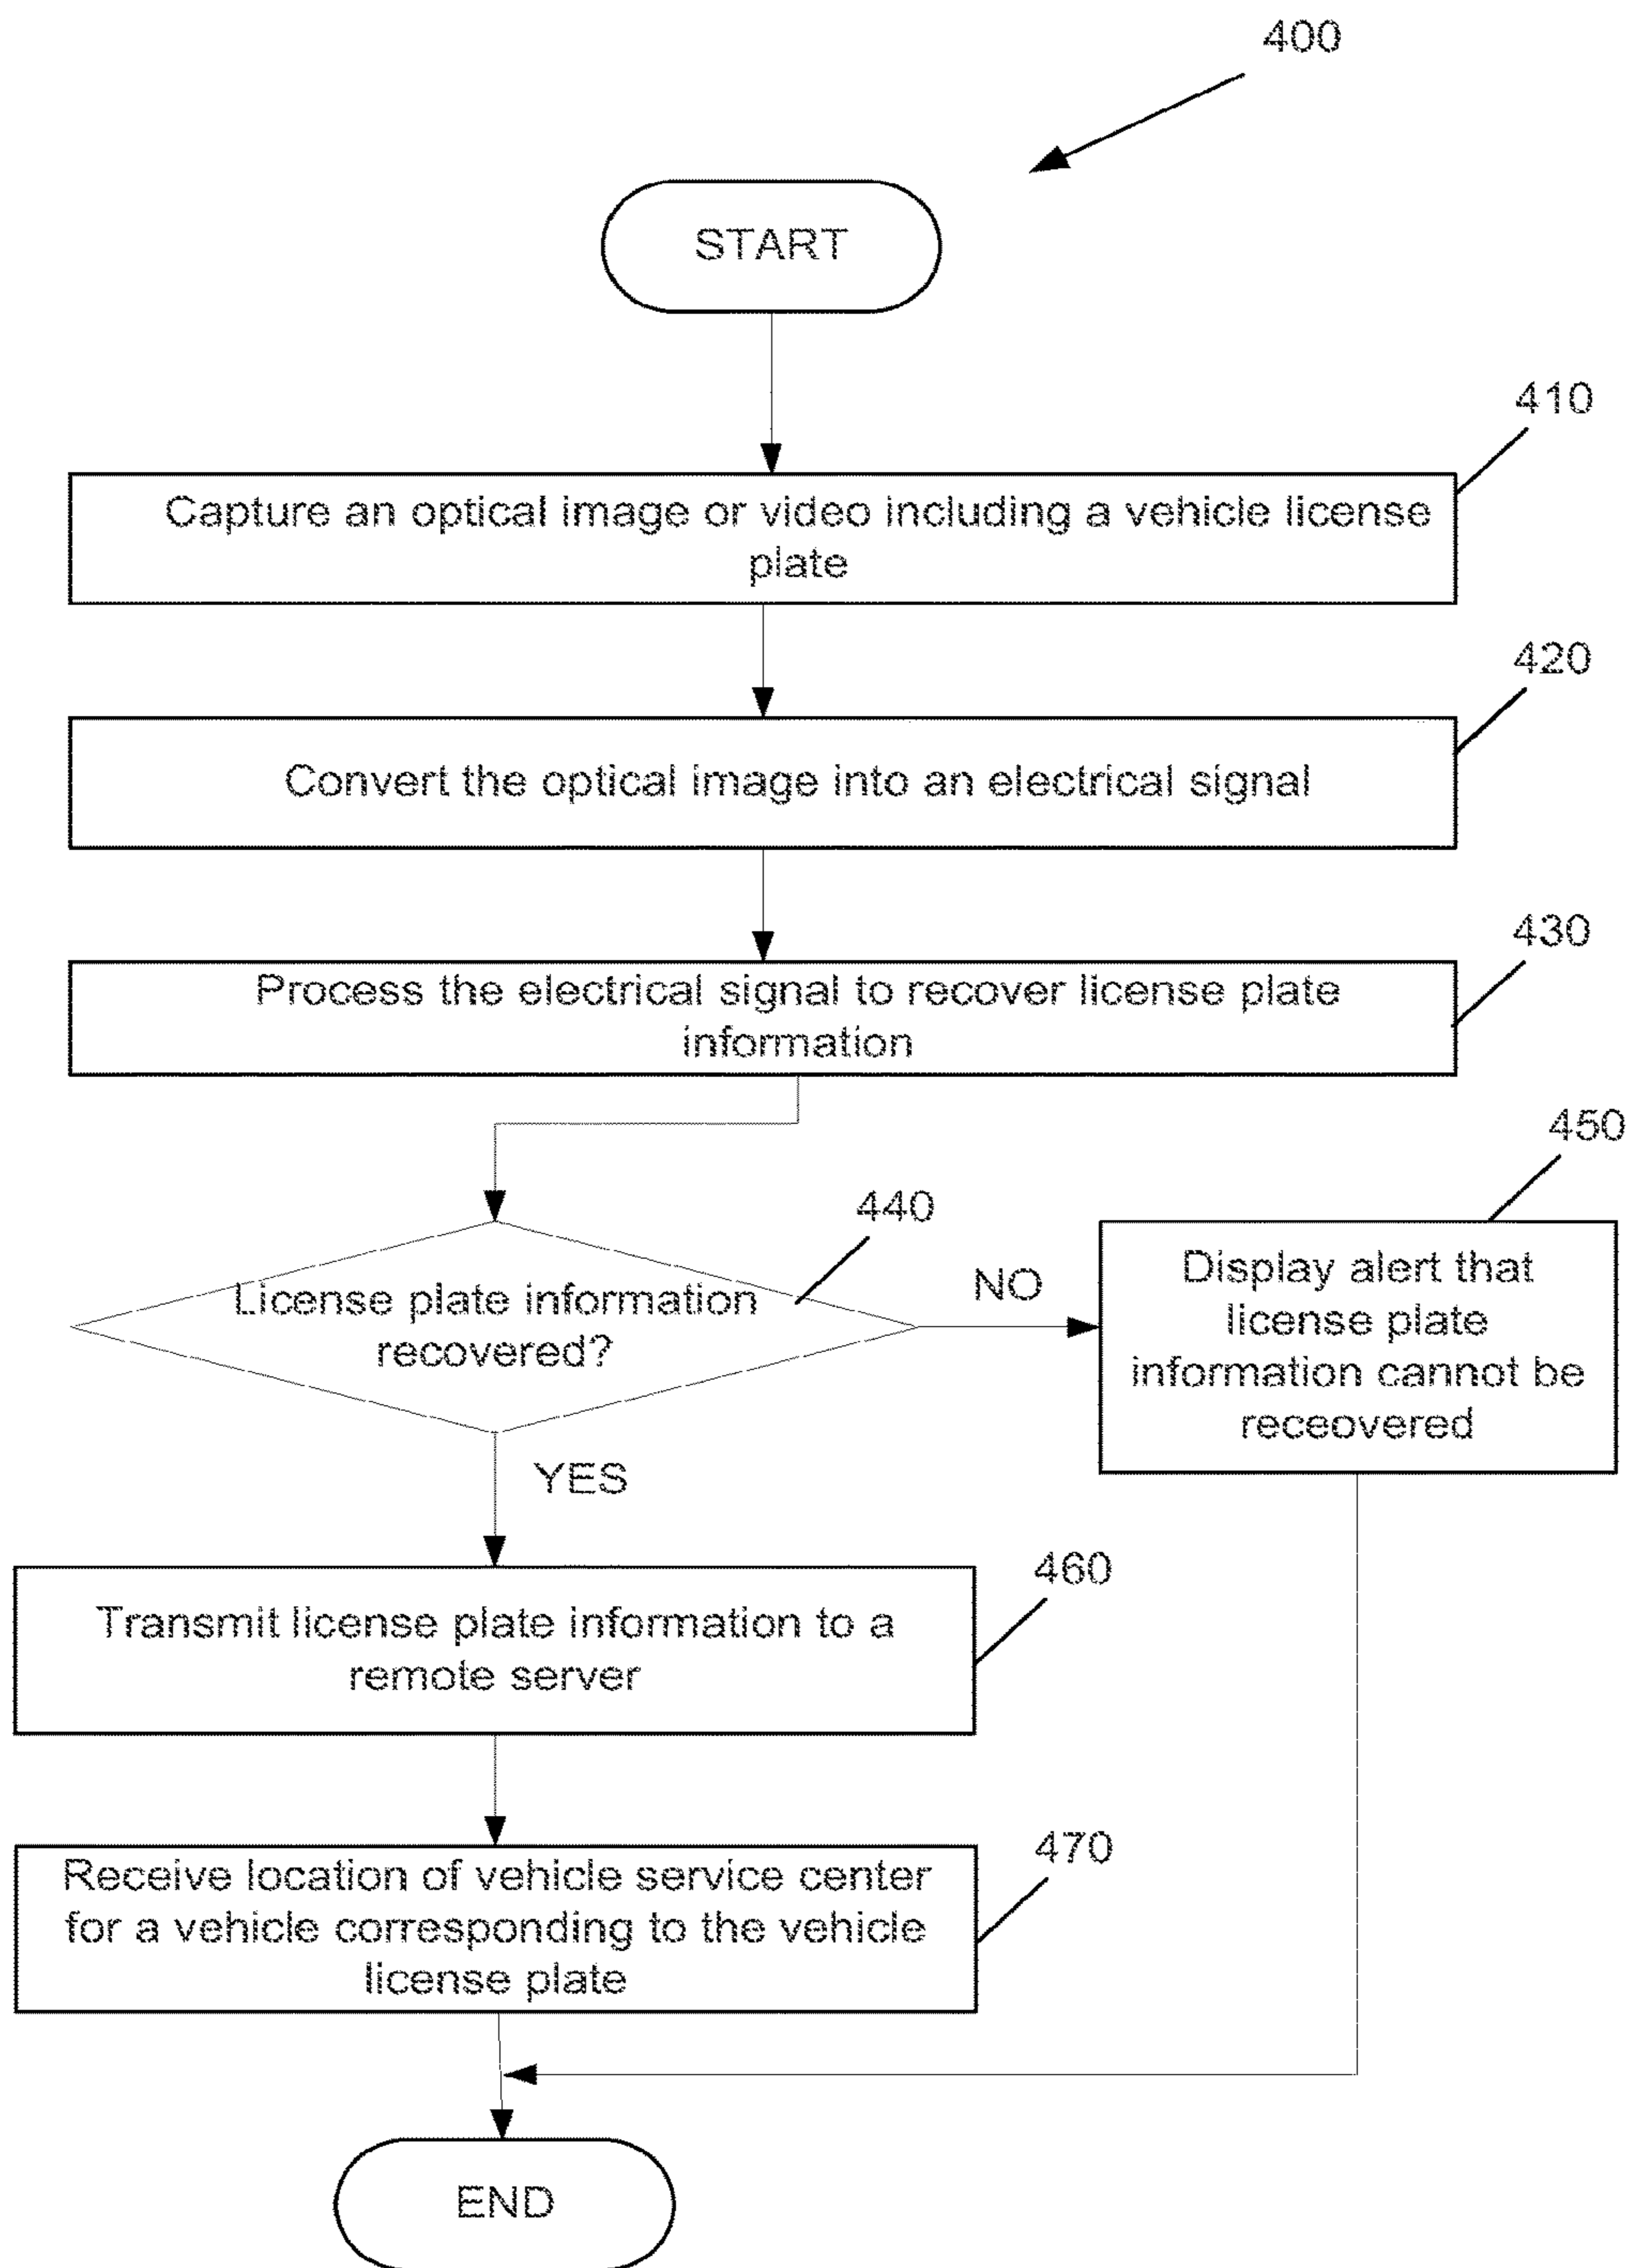 400
START
410
Capture an optical image or video including a vehicle license
plate
420
Convert the optical image into an electrical signal
430
Process the electrical signal to recover license plate
information
450
440
License plate information
recovered?
NO
Display alert that
license plate
information cannot be
receovered
YES
460
Transmit license plate information to a
remote server
470
Receive location of vehicle service center
for a vehicle corresponding to the vehicle
license plate
END